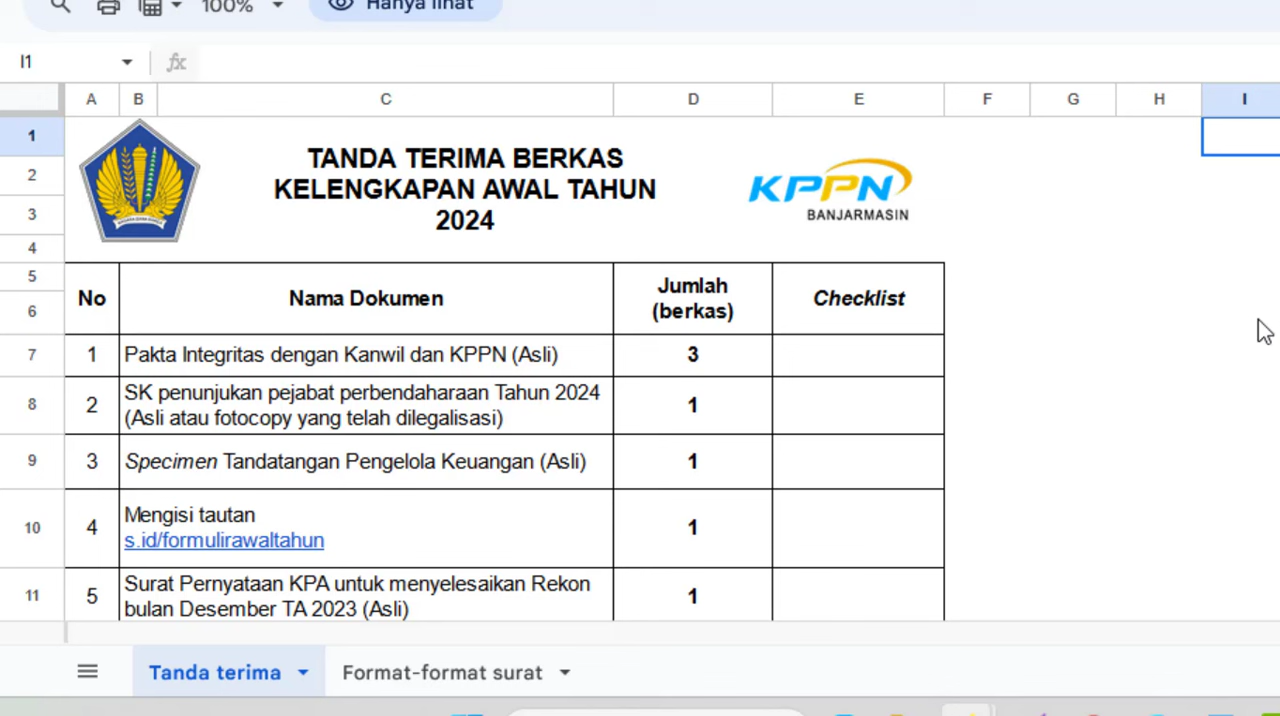 100%
Hanya lihat
I1
fx
A B C D E F G H I
1
2
3
4
5
6
7
8
9
10
11
TANDA TERIMA BERKAS
KELENGKAPAN AWAL TAHUN
2024
KPPN
BANJARMASIN
No Nama Dokumen Jumlah
(berkas) Checklist
1 Pakta Integritas dengan Kanwil dan KPPN (Asli) 3
2 SK penunjukan pejabat perbendaharaan Tahun 2024
(Asli atau fotocopy yang telah dilegalisasi) 1
3 Specimen Tandatangan Pengelola Keuangan (Asli) 1
4 Mengisi tautan
s.id/formulirawaltahun 1
5 Surat Pernyataan KPA untuk menyelesaikan Rekon
bulan Desember TA 2023 (Asli) 1
Tanda terima Format-format surat